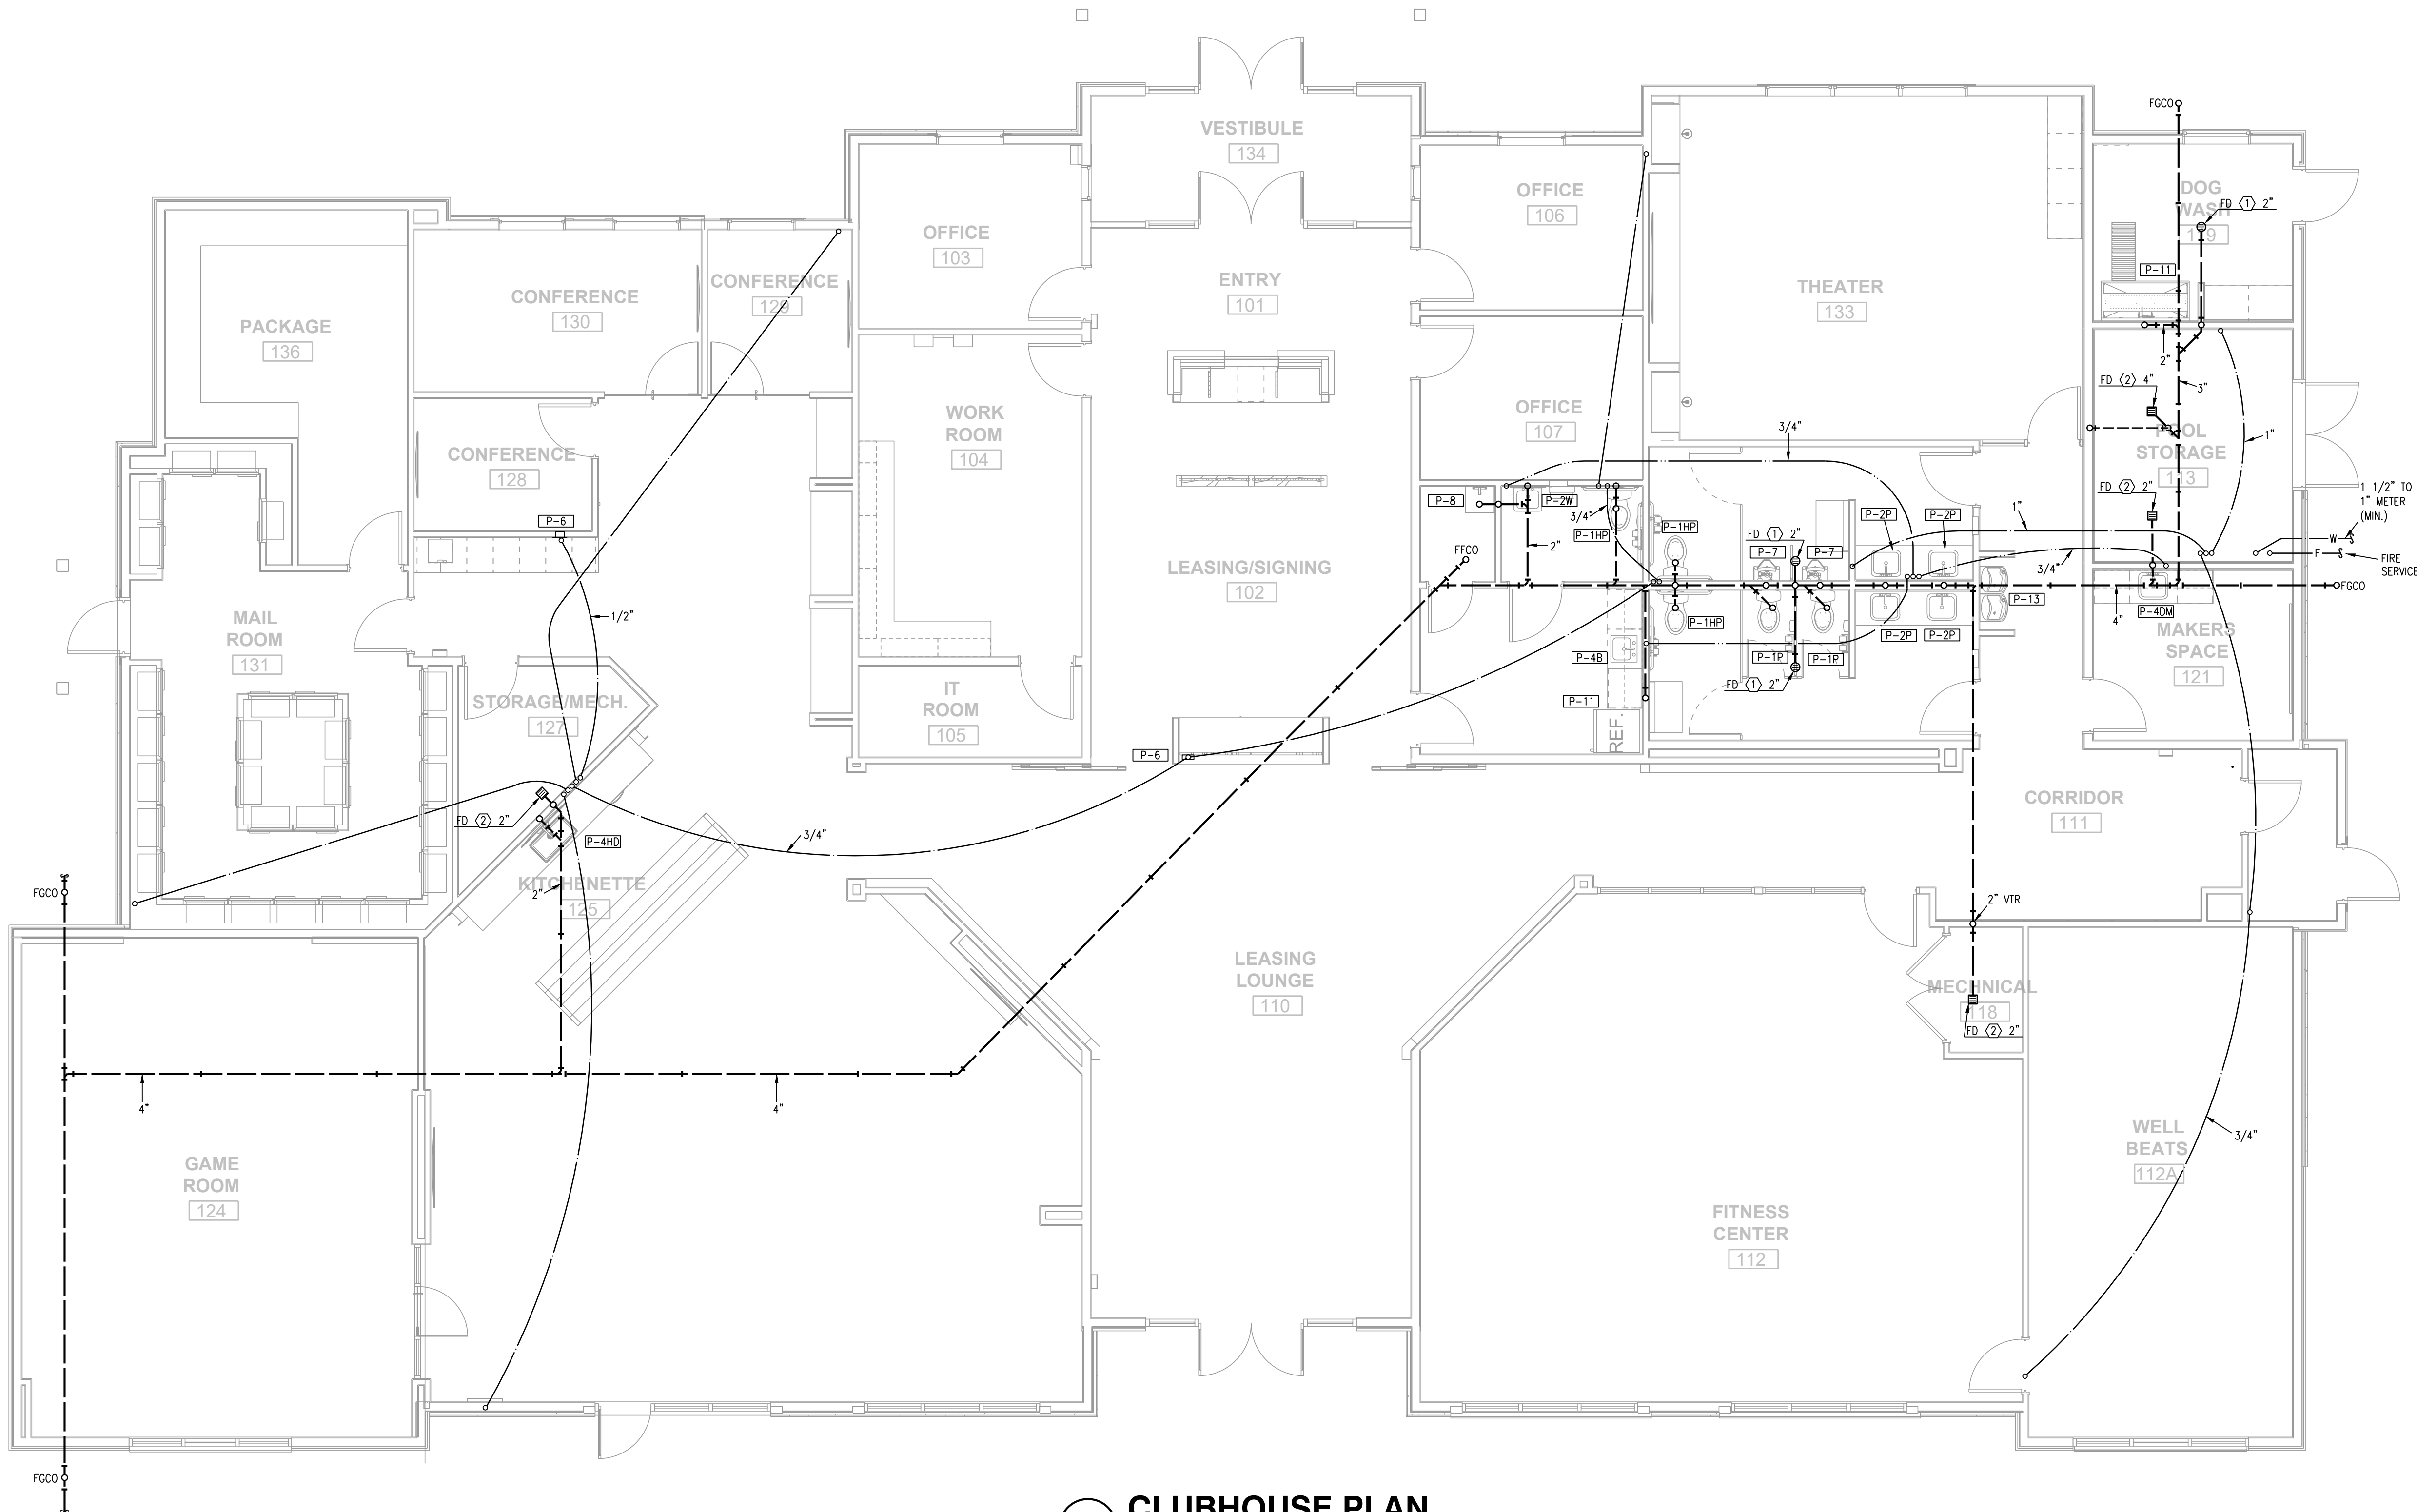 FGCO
VESTIBULE
134
DOG
WASH
119
FD 1 2"
OFFICE
106
OFFICE
103
CONFERENCE
129
CONFERENCE
130
ENTRY
101
THEATER
133
P-11
PACKAGE
136
2"
3"
FD 2 4"
WORK
ROOM
104
OFFICE
107
3/4"
POOL
STORAGE
113
1"
CONFERENCE
128
FD 2 2"
1 1/2" TO
1" METER
(MIN.)
W
F
FIRE
SERVICE
P-6
P-8
P-2W
3/4"
P-1HP
P-1HP
FD 1 2"
P-7
P-7
P-2P
P-2P
1"
2"
FFCO
3/4"
LEASING/SIGNING
102
FGCO
P-13
P-4DM
4"
MAKERS
SPACE
121
MAIL
ROOM
131
1/2"
P-1HP
P-2P
P-2P
P-4B
P-1P
P-1P
FD 1 2"
P-11
REF.
STORAGE/MECH.
127
IT
ROOM
105
P-6
CORRIDOR
111
FD 2 2"
P-4HD
3/4"
KITCHENETTE
125
2"
FGCO
2" VTR
LEASING
LOUNGE
110
MECHNICAL
118
FD 2 2"
4"
4"
WELL
BEATS
112A
3/4"
GAME
ROOM
124
FITNESS
CENTER
112
FGCO
CLUBHOUSE PLAN